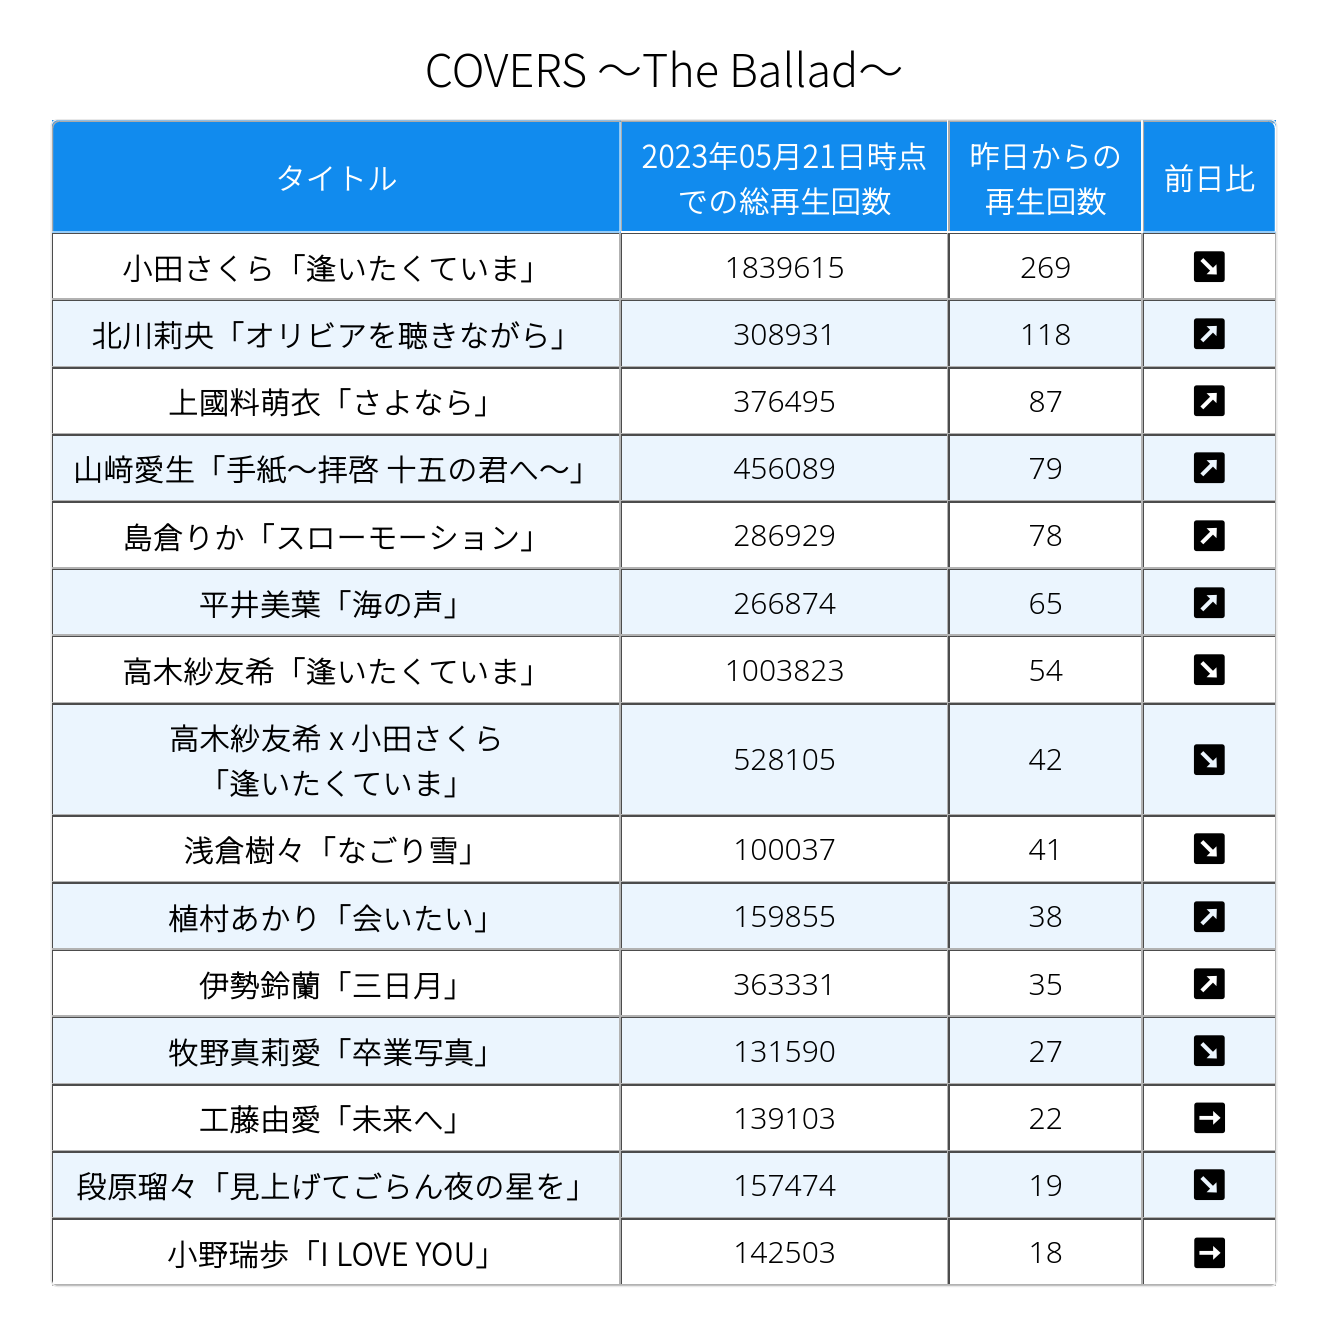 COVERS ～The Ballad～
タイトル 2023年05月21日時点 昨日からの 前日比
での総再生回数 再生回数
小田さくら「逢いたくていま」 1839615 269 ↘
北川莉央「オリビアを聴きながら」 308931 118 ↗
上國料萌衣「さよなら」 376495 87 ↗
山﨑愛生「手紙～拝啓 十五の君へ～」 456089 79 ↗
島倉りか「スローモーション」 286929 78 ↗
平井美葉「海の声」 266874 65 ↗
高木紗友希「逢いたくていま」 1003823 54 ↘
高木紗友希 x 小田さくら
「逢いたくていま」 528105 42 ↘
浅倉樹々「なごり雪」 100037 41 ↘
植村あかり「会いたい」 159855 38 ↗
伊勢鈴蘭「三日月」 363331 35 ↗
牧野真莉愛「卒業写真」 131590 27 ↘
工藤由愛「未来へ」 139103 22 →
段原瑠々「見上げてごらん夜の星を」 157474 19 ↘
小野瑞歩「I LOVE YOU」 142503 18 →